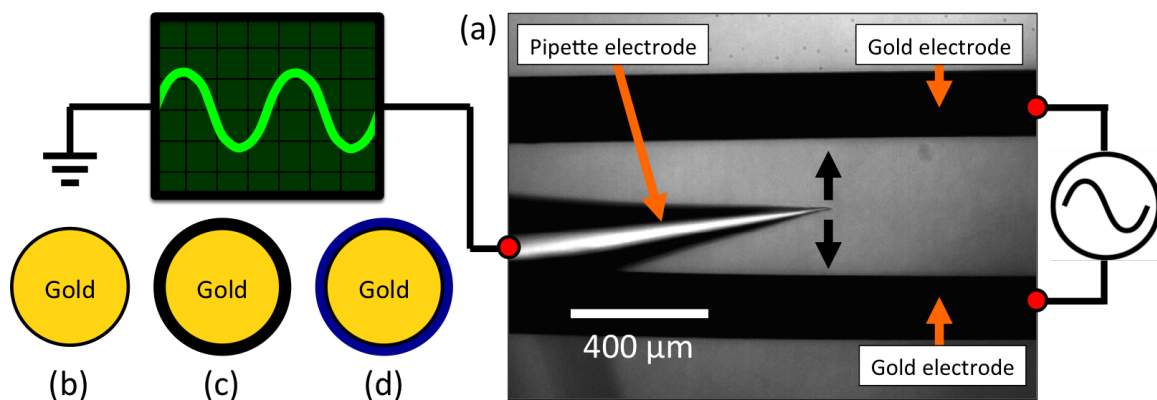 (a)
Pipette electrode
Gold electrode
Gold
Gold
Gold
(b)
(c)
(d)
400 μm
Gold electrode